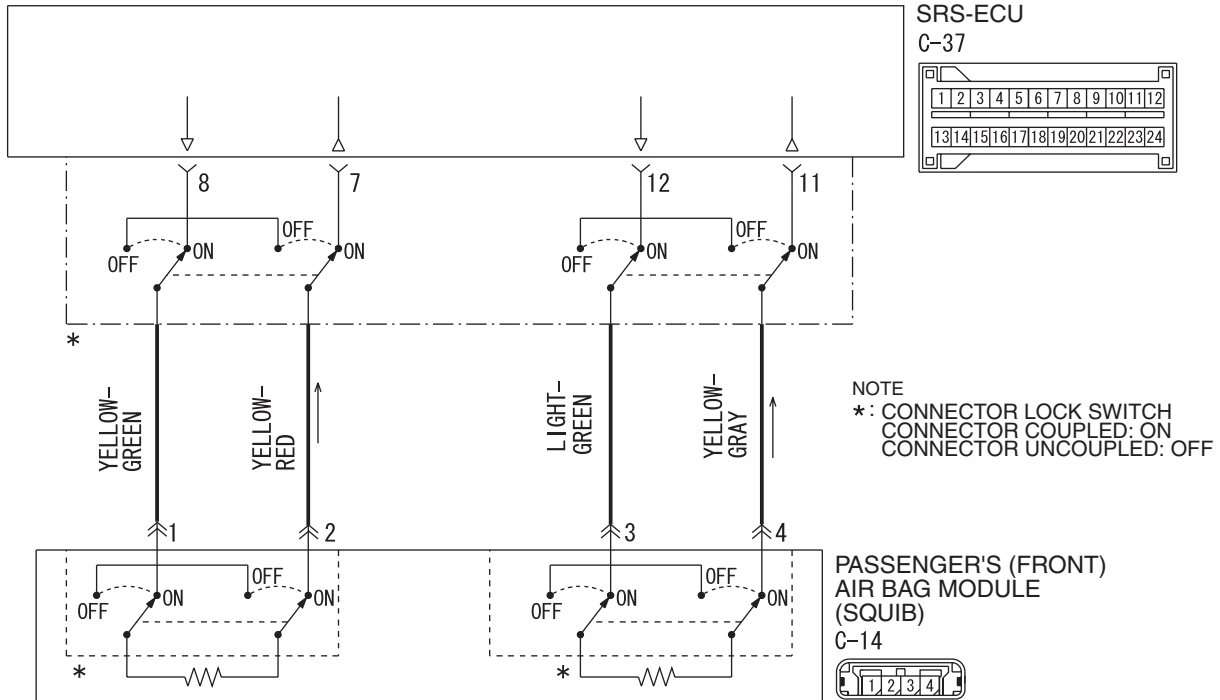 SRS-ECU
C-37
1 2 3 4 5 6 7 8 9 10 11 12
13 14 15 16 17 18 19 20 21 22 23 24
8 7 12 11
OFF ON OFF ON OFF ON OFF ON
*
YELLOW-
GREEN
YELLOW-
RED
LIGHT-
GREEN
YELLOW-
GRAY
NOTE
*: CONNECTOR LOCK SWITCH
CONNECTOR COUPLED: ON
CONNECTOR UNCOUPLED: OFF
1 2 3 4
OFF ON OFF ON OFF ON OFF ON
* *
PASSENGER'S (FRONT)
AIR BAG MODULE
(SQUIB)
C-14
1 2 3 4